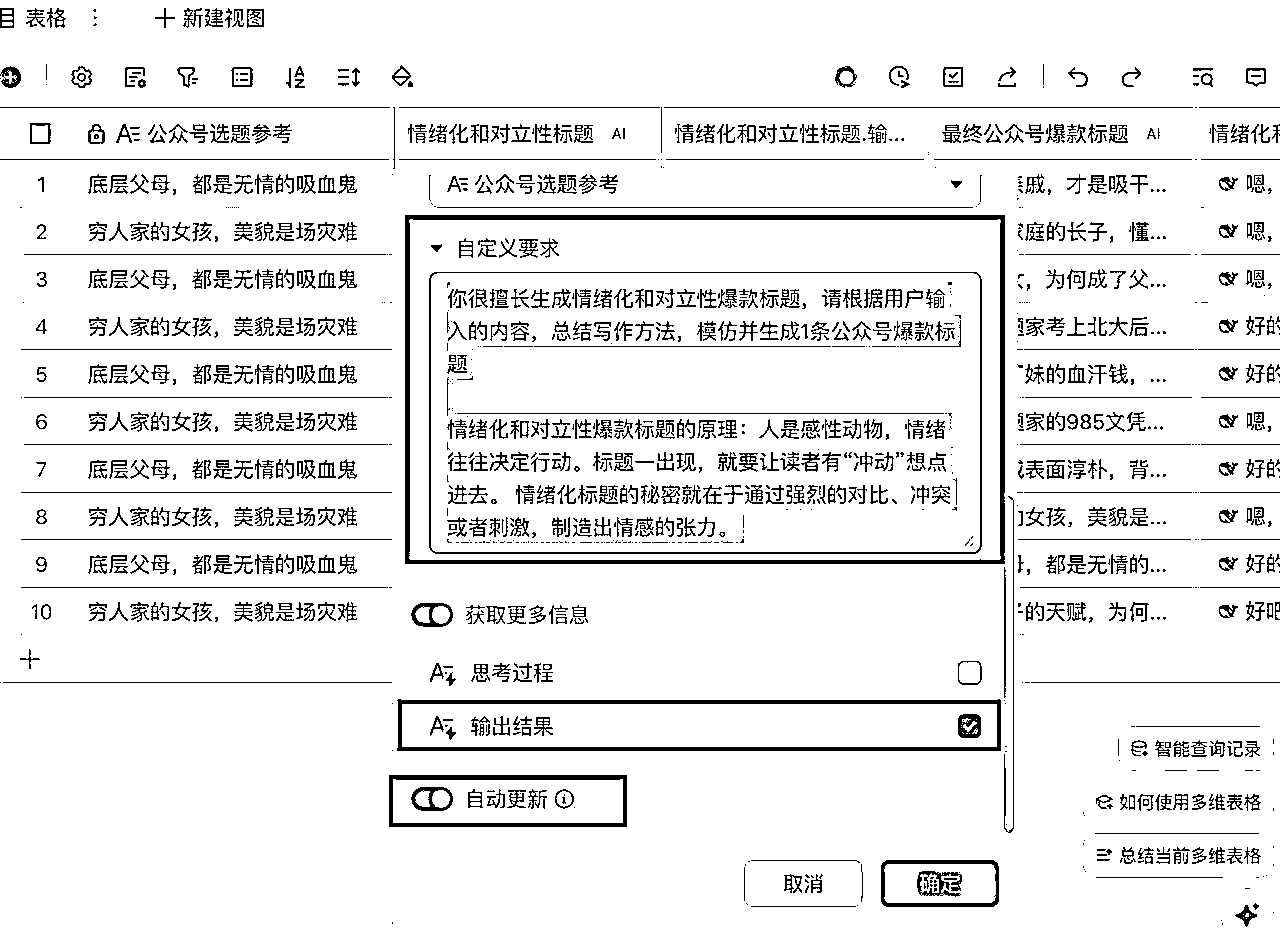 表格
新建视图
公众号选题参考
情绪化和对立性标题 AI
情绪化和对立性标题.输...
最终公众号爆款标题 AI
情绪化和
1 底层父母，都是无情的吸血鬼
2 穷人家的女孩，美貌是场灾难
3 底层父母，都是无情的吸血鬼
4 穷人家的女孩，美貌是场灾难
5 底层父母，都是无情的吸血鬼
6 穷人家的女孩，美貌是场灾难
7 底层父母，都是无情的吸血鬼
8 穷人家的女孩，美貌是场灾难
9 底层父母，都是无情的吸血鬼
10 穷人家的女孩，美貌是场灾难
公众号选题参考
自定义要求
你很擅长生成情绪化和对立性爆款标题，请根据用户输
入的内容，总结写作方法，模仿并生成1条公众号爆款标
题
情绪化和对立性爆款标题的原理：人是感性动物，情绪
往往决定行动。标题一出现，就要让读者有“冲动”想点
进去。 情绪化标题的秘密就在于通过强烈的对比、冲突
或者刺激，制造出情感的张力。
获取更多信息
思考过程
输出结果
自动更新
取消
确定
戚，才是吸干... 嗯，
庭的长子，懂... 嗯，
，为何成了父... 嗯，
家考上北大后... 好的
妹的血汗钱，... 好的
家的985文凭... 嗯，
表面淳朴，背... 好的
女孩，美貌是... 嗯，
，都是无情的... 好的
的天赋，为何... 好吧
智能查询记录
如何使用多维表格
总结当前多维表格